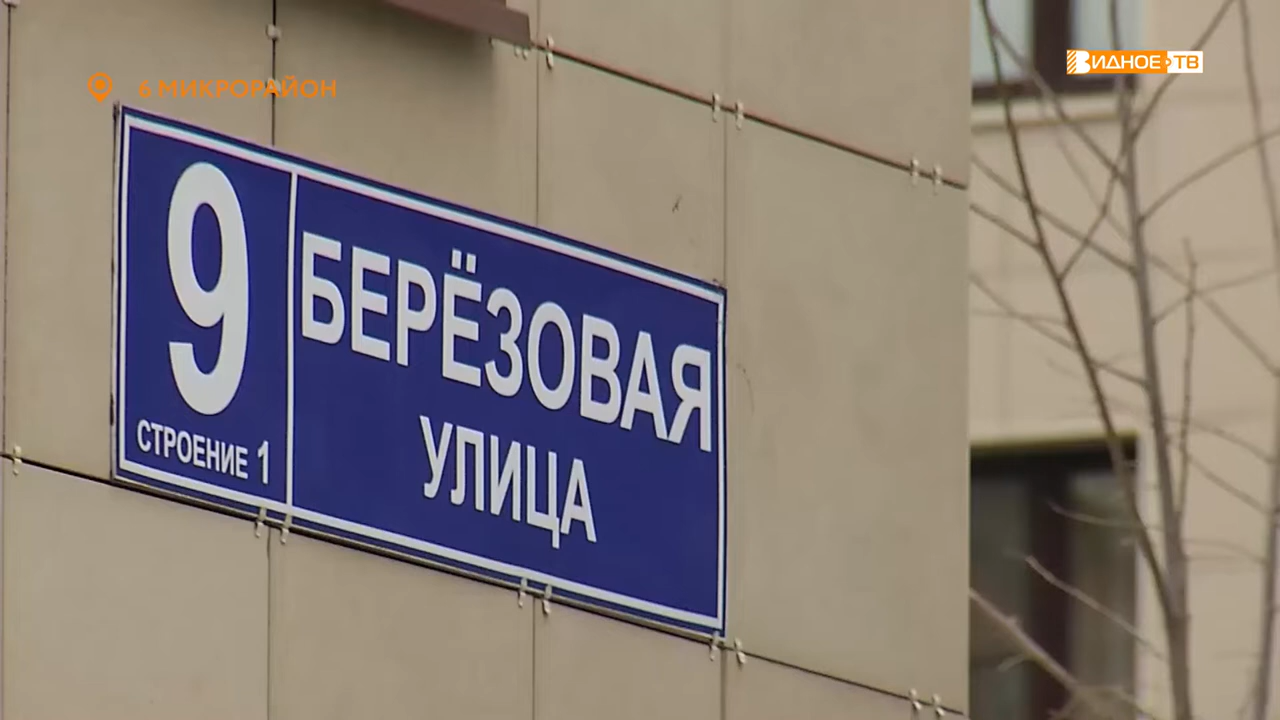 6 МИКРОРАЙОН
ВИДНОЕ ТВ
9
СТРОЕНИЕ 1
БЕРЁЗОВАЯ
УЛИЦА